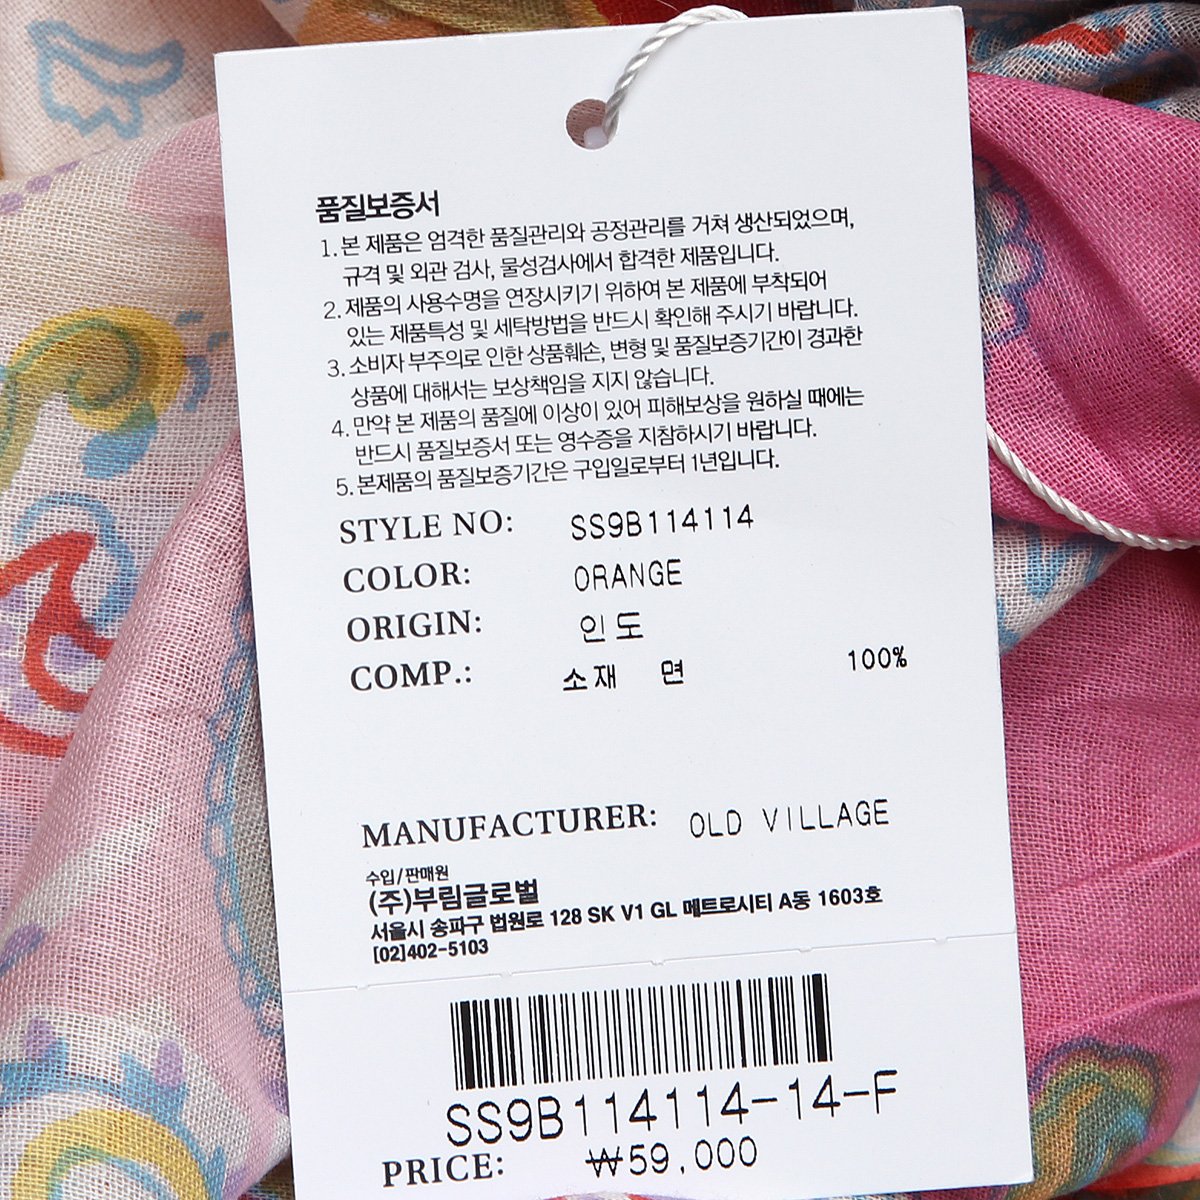 품질보증서
1. 본 제품은 엄격한 품질관리와 공정관리를 거쳐 생산되었으며,
규격 및 외관 검사, 물성검사에서 합격한 제품입니다.
2. 제품의 사용수명을 연장시키기 위하여 본 제품에 부착되어
있는 제품특성 및 세탁방법을 반드시 확인해 주시기 바랍니다.
3. 소비자 부주의로 인한 상품훼손, 변형 및 품질보증기간이 경과한
상품에 대해서는 보상책임을 지지 않습니다.
4. 만약 본 제품의 품질에 이상이 있어 피해보상을 원하실 때에는
반드시 품질보증서 또는 영수증을 지참하시기 바랍니다.
5. 본제품의 품질보증기간은 구입일로부터 1년입니다.
STYLE NO: SS9B114114
COLOR: ORANGE
ORIGIN: 인도
COMP.: 소재 면 100%
MANUFACTURER: OLD VILLAGE
수입/판매원
(주)부림글로벌
서울시 송파구 법원로 128 SK V1 GL 메트로시티 A동 1603호
[02]402-5103
SS9B114114-14-F
PRICE: ₩59,000